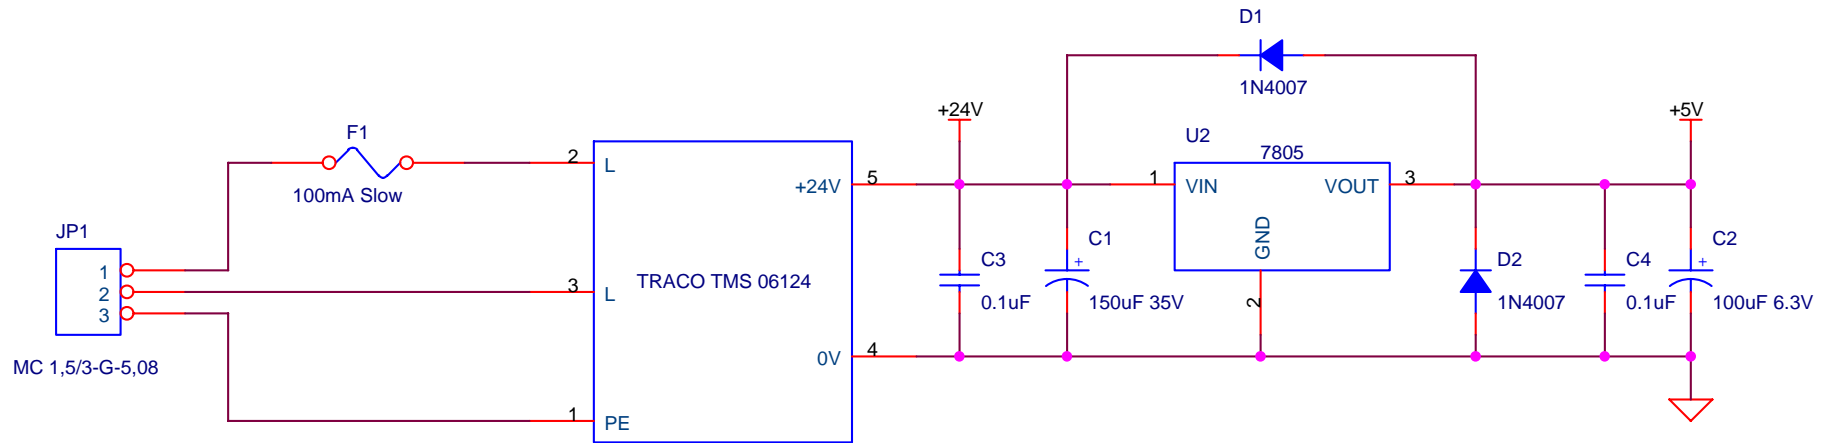 D1
1N4007
+24V
+5V
F1
100mA Slow
U2
7805
2
L
+24V
5
1
VIN
VOUT
3
GND
2
JP1
1
2
3
MC 1,5/3-G-5,08
3
L
TRACO TMS 06124
C3
0.1uF
C1
+
150uF 35V
D2
1N4007
C4
0.1uF
C2
+
100uF 6.3V
0V
4
1
PE